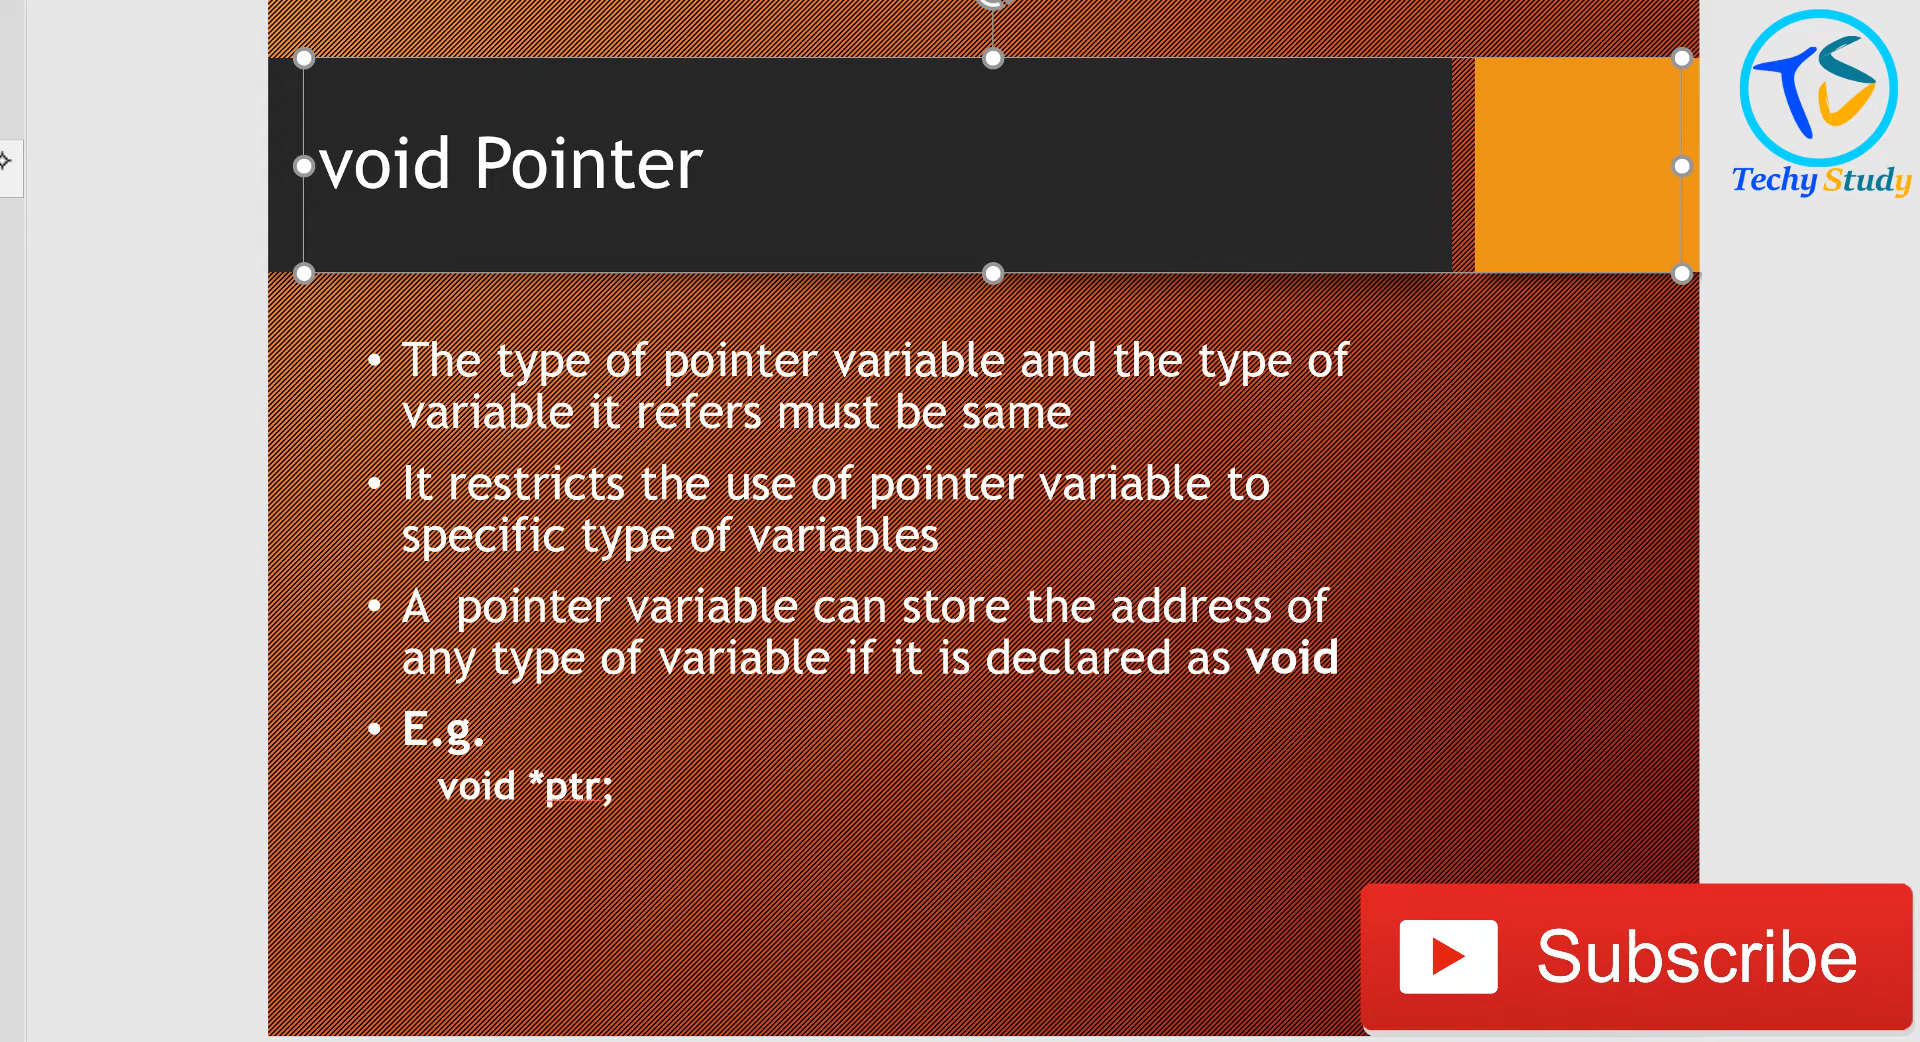 void Pointer
Techy Study
• The type of pointer variable and the type of
variable it refers must be same
• It restricts the use of pointer variable to
specific type of variables
• A  pointer variable can store the address of
any type of variable if it is declared as void
• E.g.
void *ptr;
Subscribe